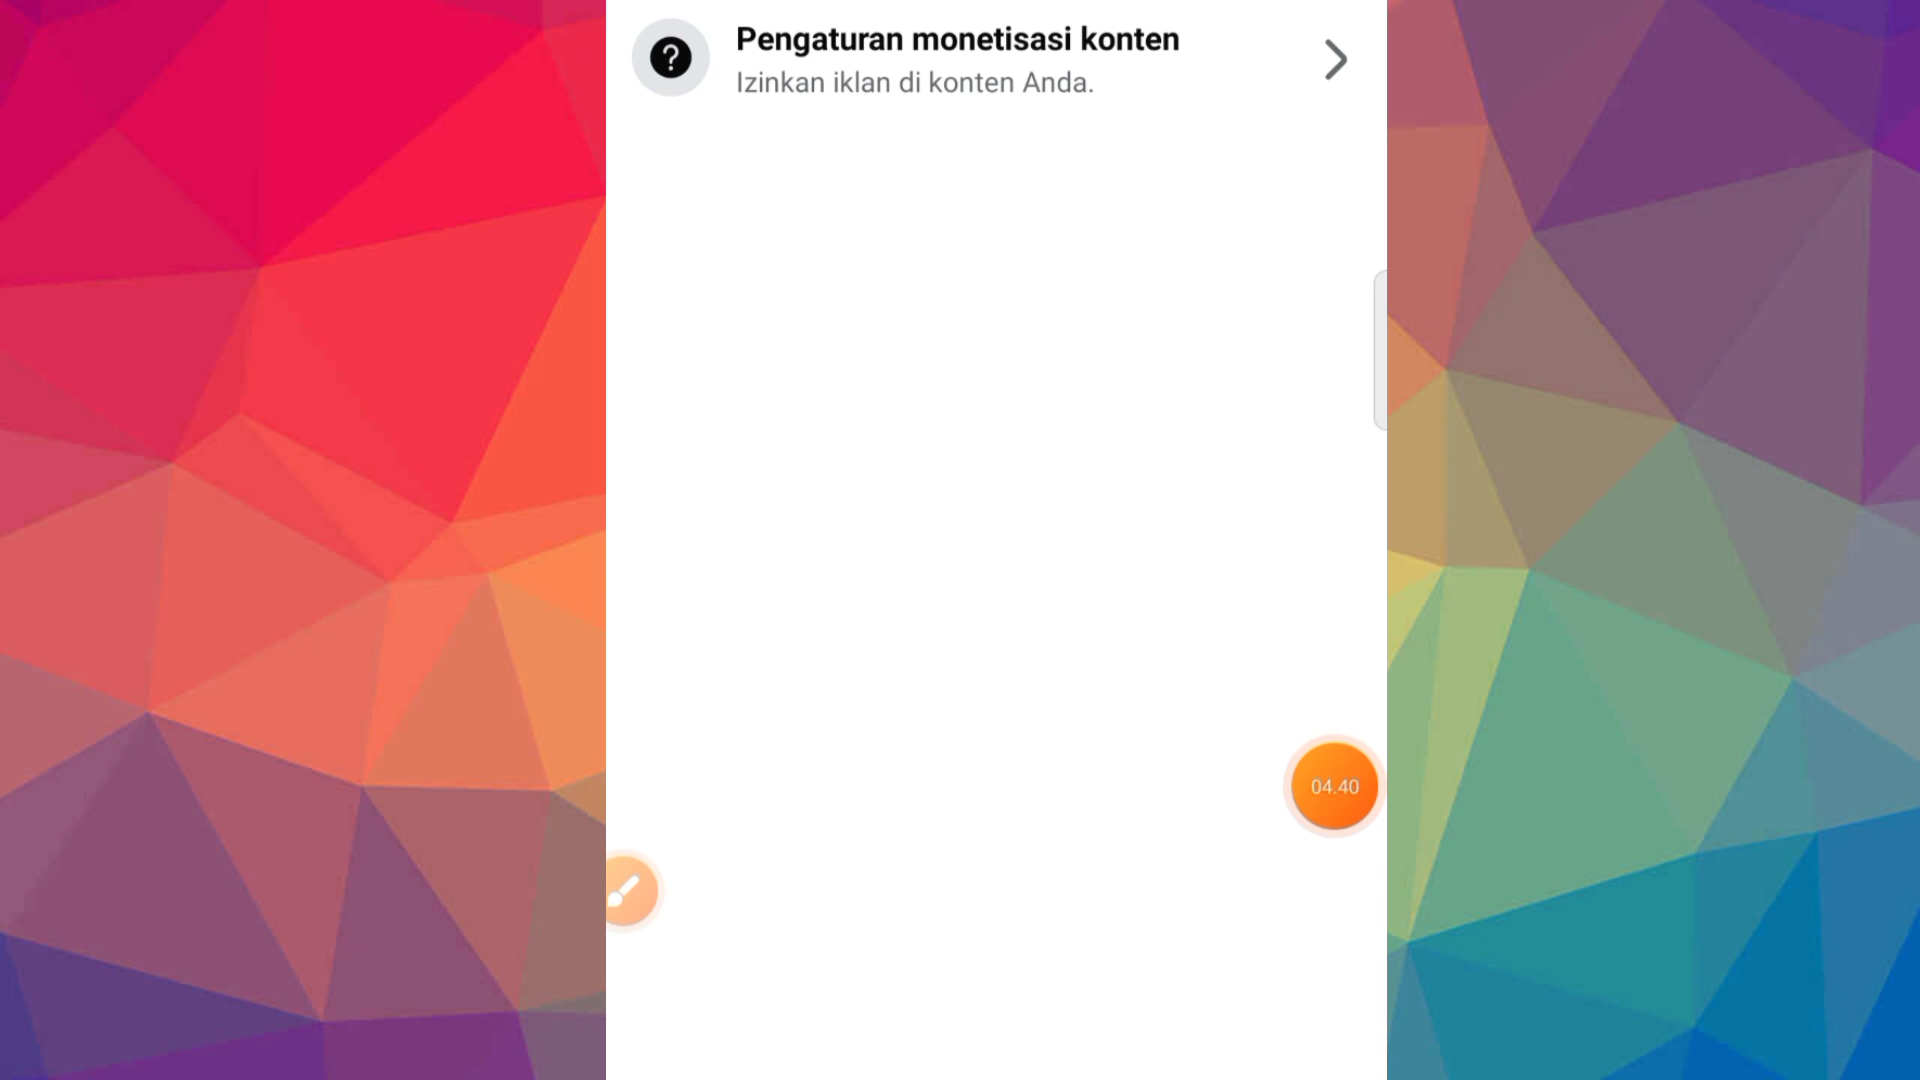 Pengaturan monetisasi konten
Izinkan iklan di konten Anda.
04.40